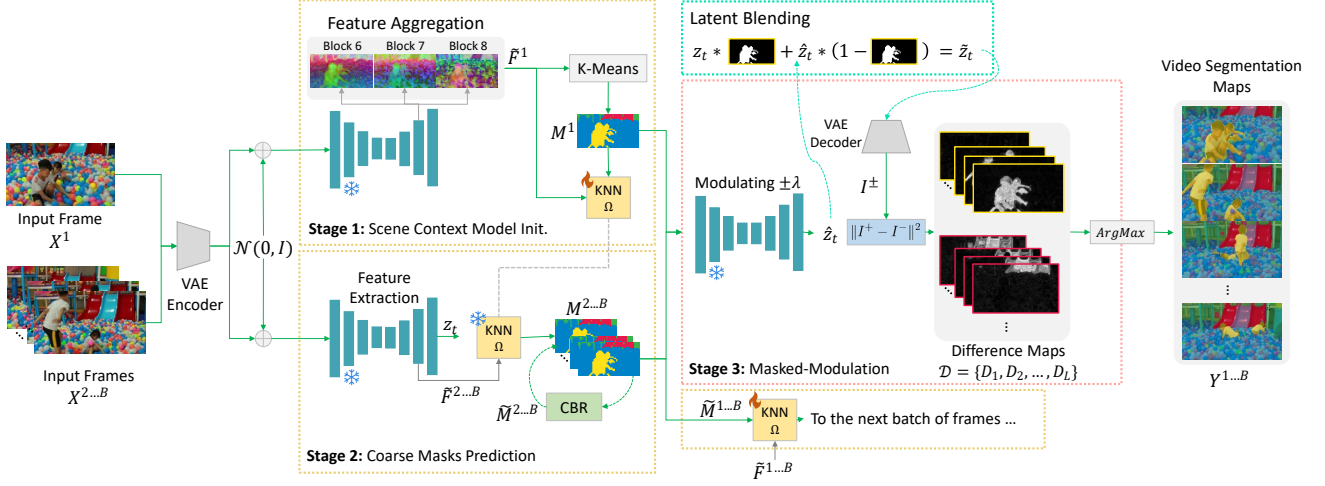 Feature Aggregation
Block 6 Block 7 Block 8
F̃¹
K-Means
M¹
KNN
Ω
Stage 1: Scene Context Model Init.
Input Frame
X¹
VAE
Encoder
𝒩(0, I)
Input Frames
X²…ᴮ
Feature
Extraction
z_t
KNN
Ω
M²…ᴮ
F̃²…ᴮ
M̃²…ᴮ
CBR
Stage 2: Coarse Masks Prediction
Latent Blending
z_t * + ẑ_t * (1 − ) = z̃_t
VAE
Decoder
Modulating ±λ
I±
ẑ_t
‖I⁺ − I⁻‖²
⋮
Difference Maps
𝒟 = {D₁, D₂, … , D_L}
Stage 3: Masked-Modulation
ArgMax
Video Segmentation
Maps
⋮
Y¹…ᴮ
M̃¹…ᴮ
KNN
Ω
To the next batch of frames …
F̃¹…ᴮ